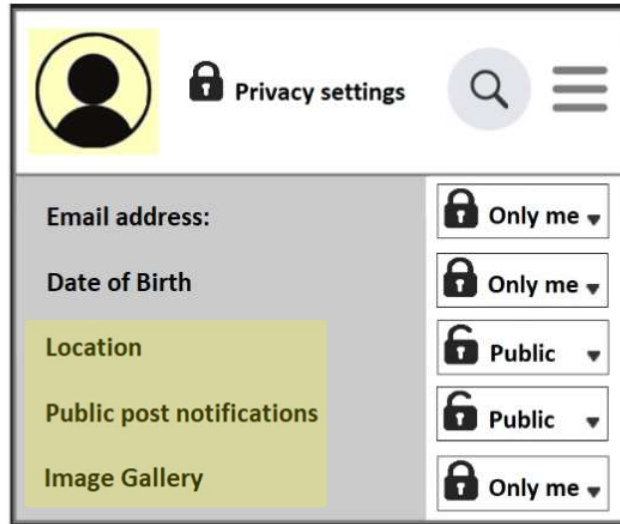 Privacy settings
Email address: Only me
Date of Birth Only me
Location Public
Public post notifications Public
Image Gallery Only me